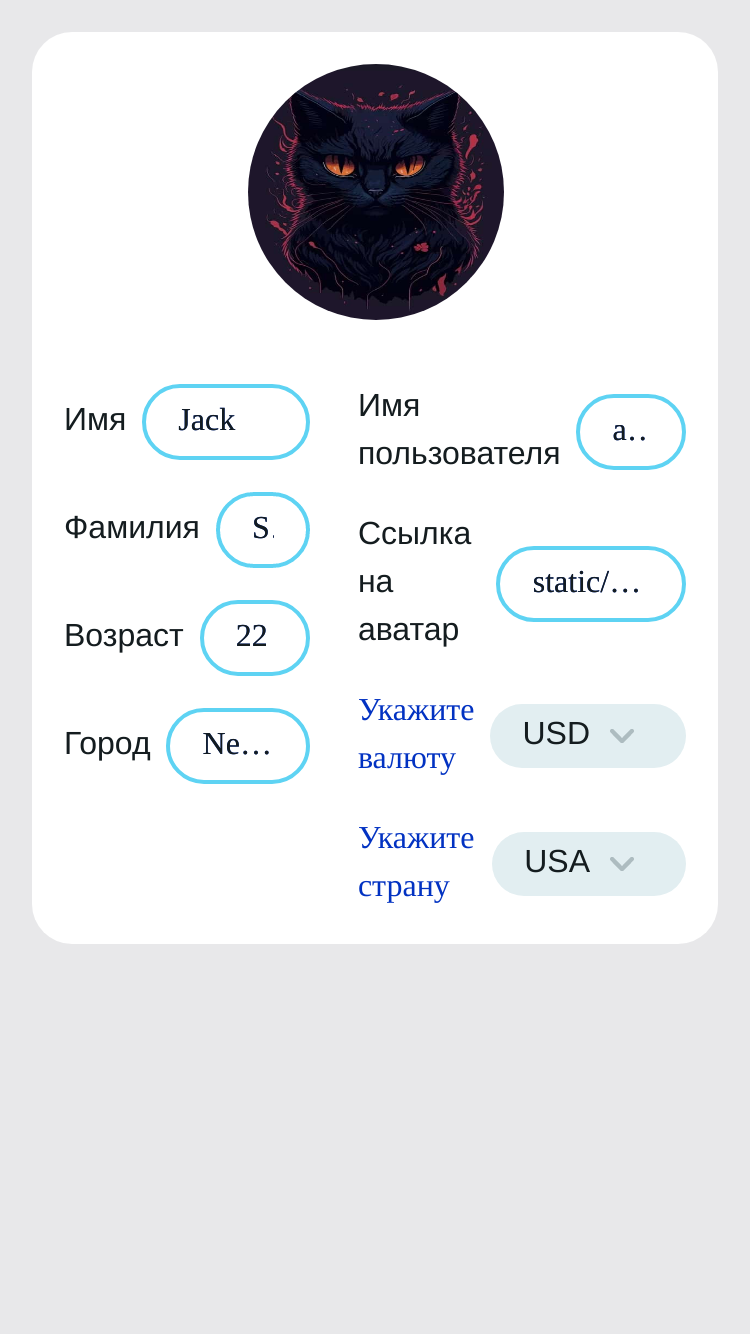 Имя Jack
Фамилия S.
Возраст 22
Город Ne...
Имя
пользователя a..
Ссылка
на
аватар static/...
Укажите
валюту USD
Укажите
страну USA